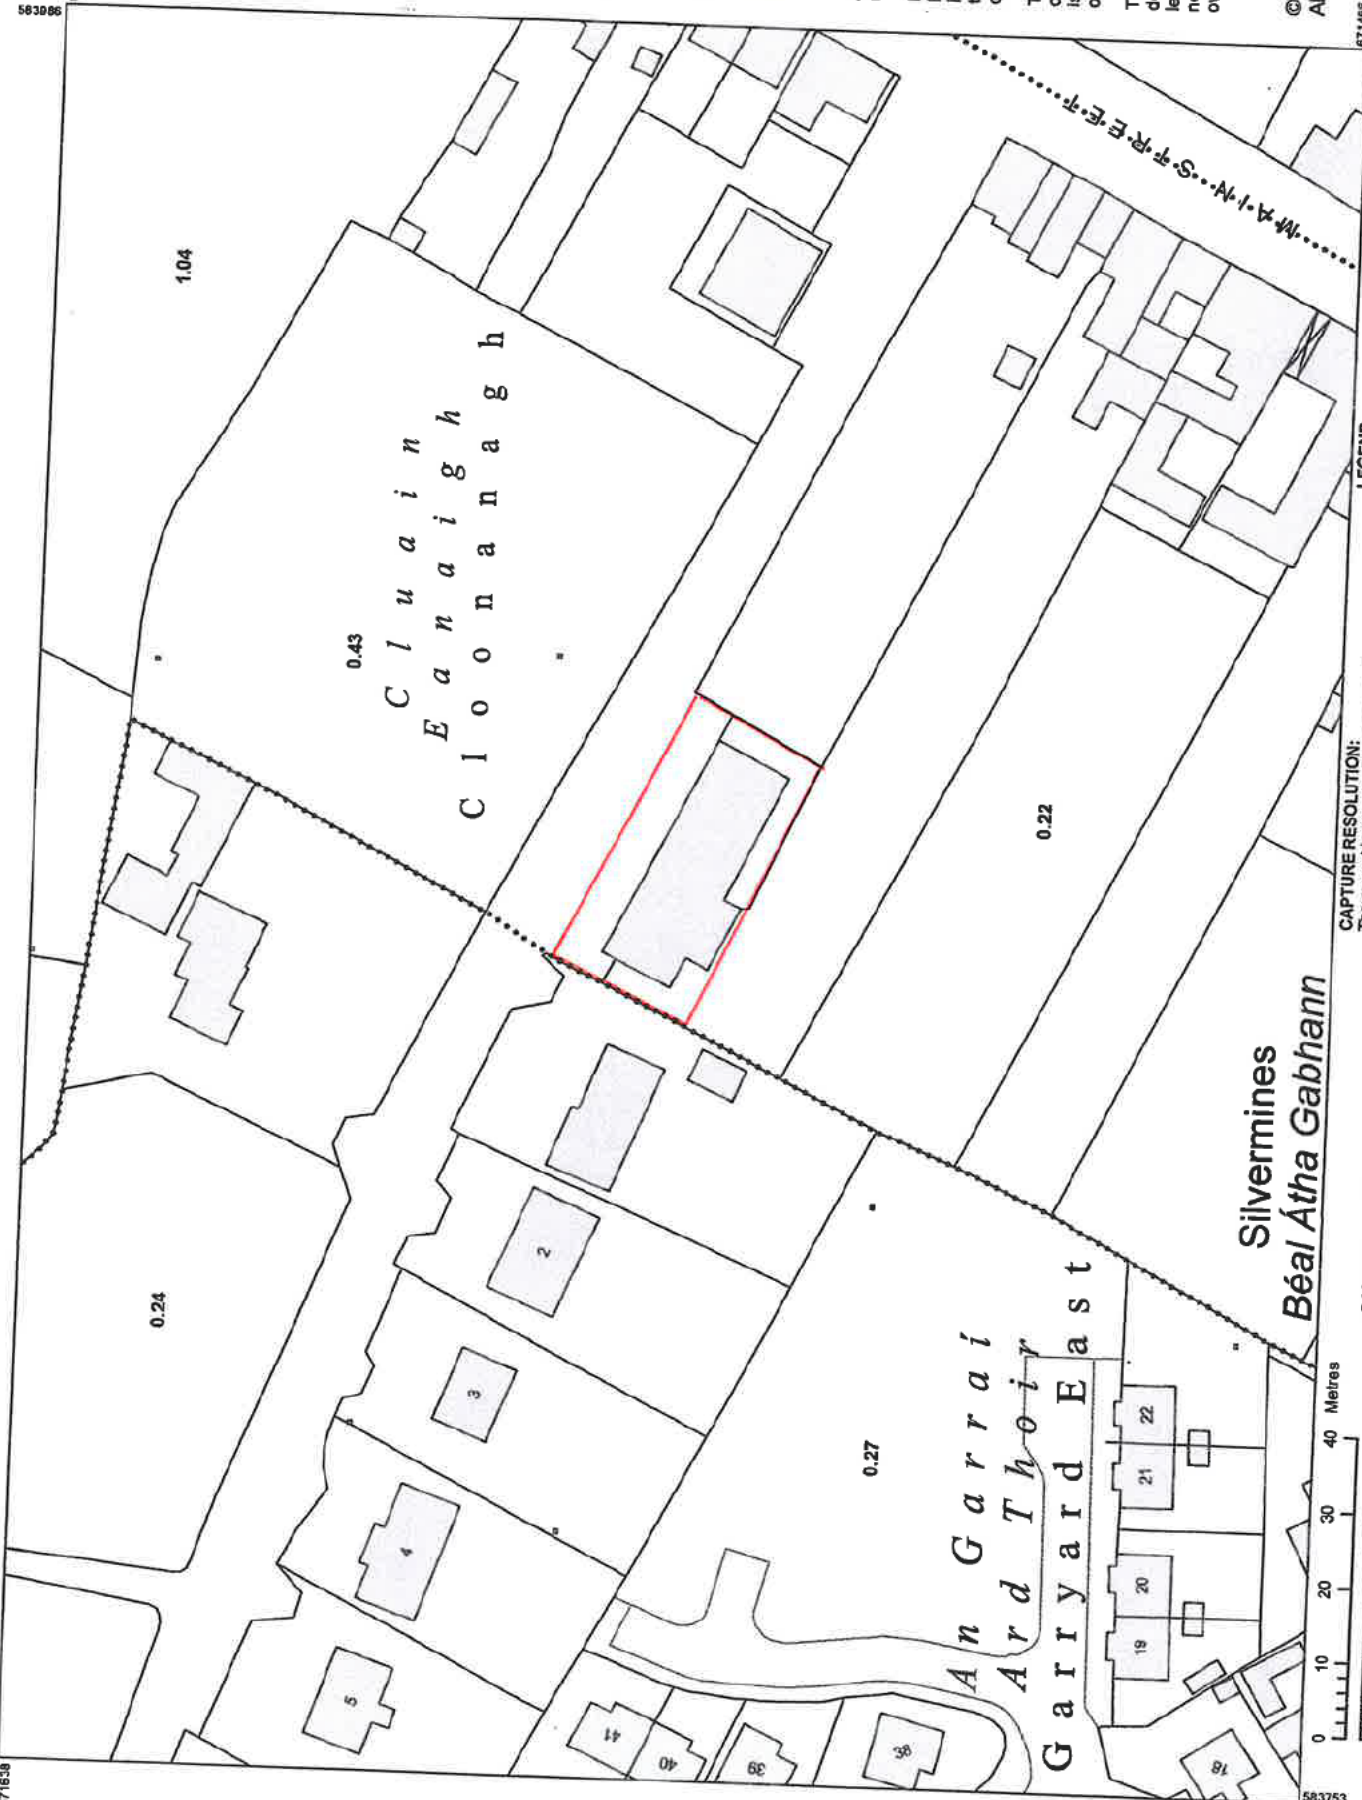 583986
1.04
MAIN STREET
Cluain
Eanaigh
Cloonanagh
0.43
0.22
0.24
2
3
4
5
0.27
An Garraí
Ard Thoir
Garryard East
Silvermines
Béal Átha Gabhann
22
21
20
19
18
41
40
39
38
0 10 20 30 40 Metres
CAPTURE RESOLUTION:
LEGEND
583753